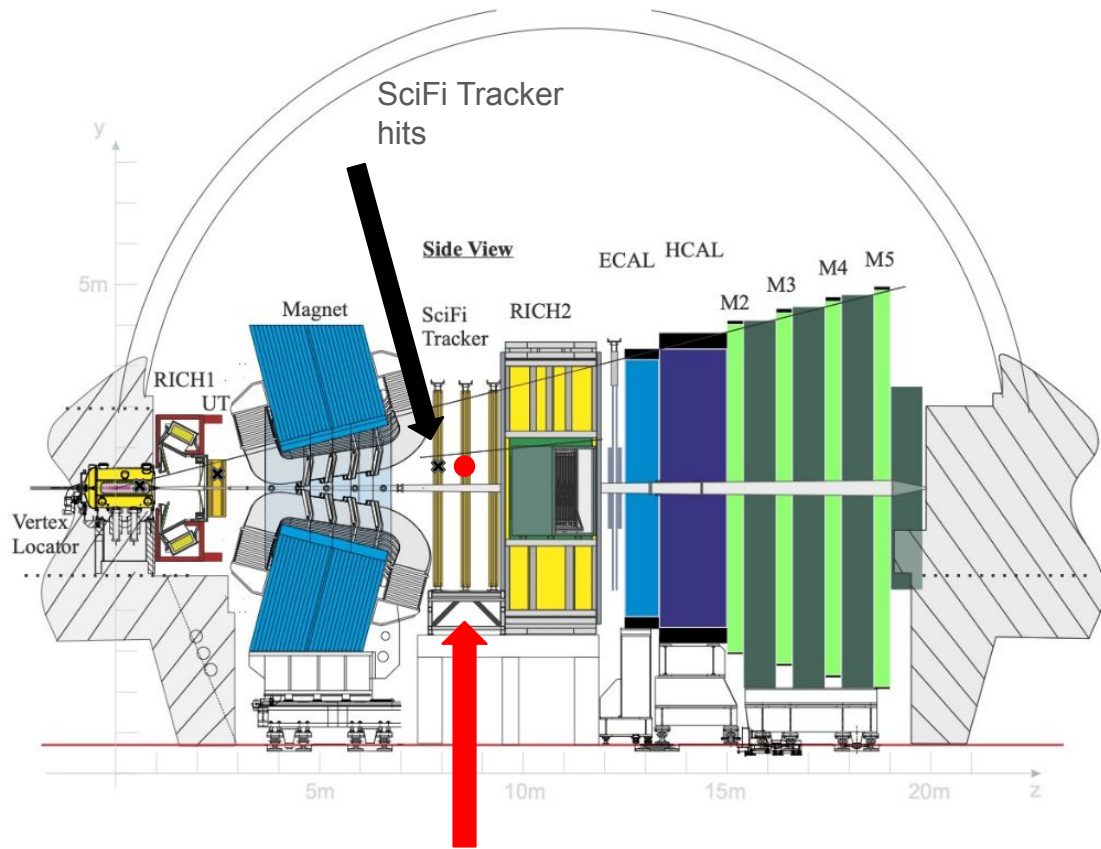 SciFi Tracker
hits
y
Side View
ECAL
HCAL
M2
M3
M4
M5
5m
Magnet
SciFi
Tracker
RICH2
RICH1
UT
Vertex
Locator
5m
10m
15m
20m
z